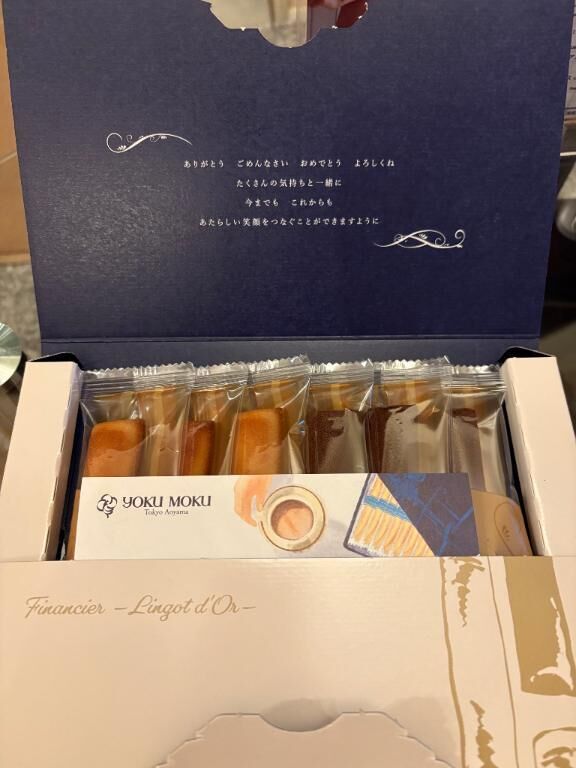 ありがとう　ごめんなさい　おめでとう　よろしくね
たくさんの気持ちと一緒に
今までも　これからも
あたらしい笑顔をつなぐことができますように
YOKU MOKU
Tokyo Aoyama
Financier –Lingot d'Or–